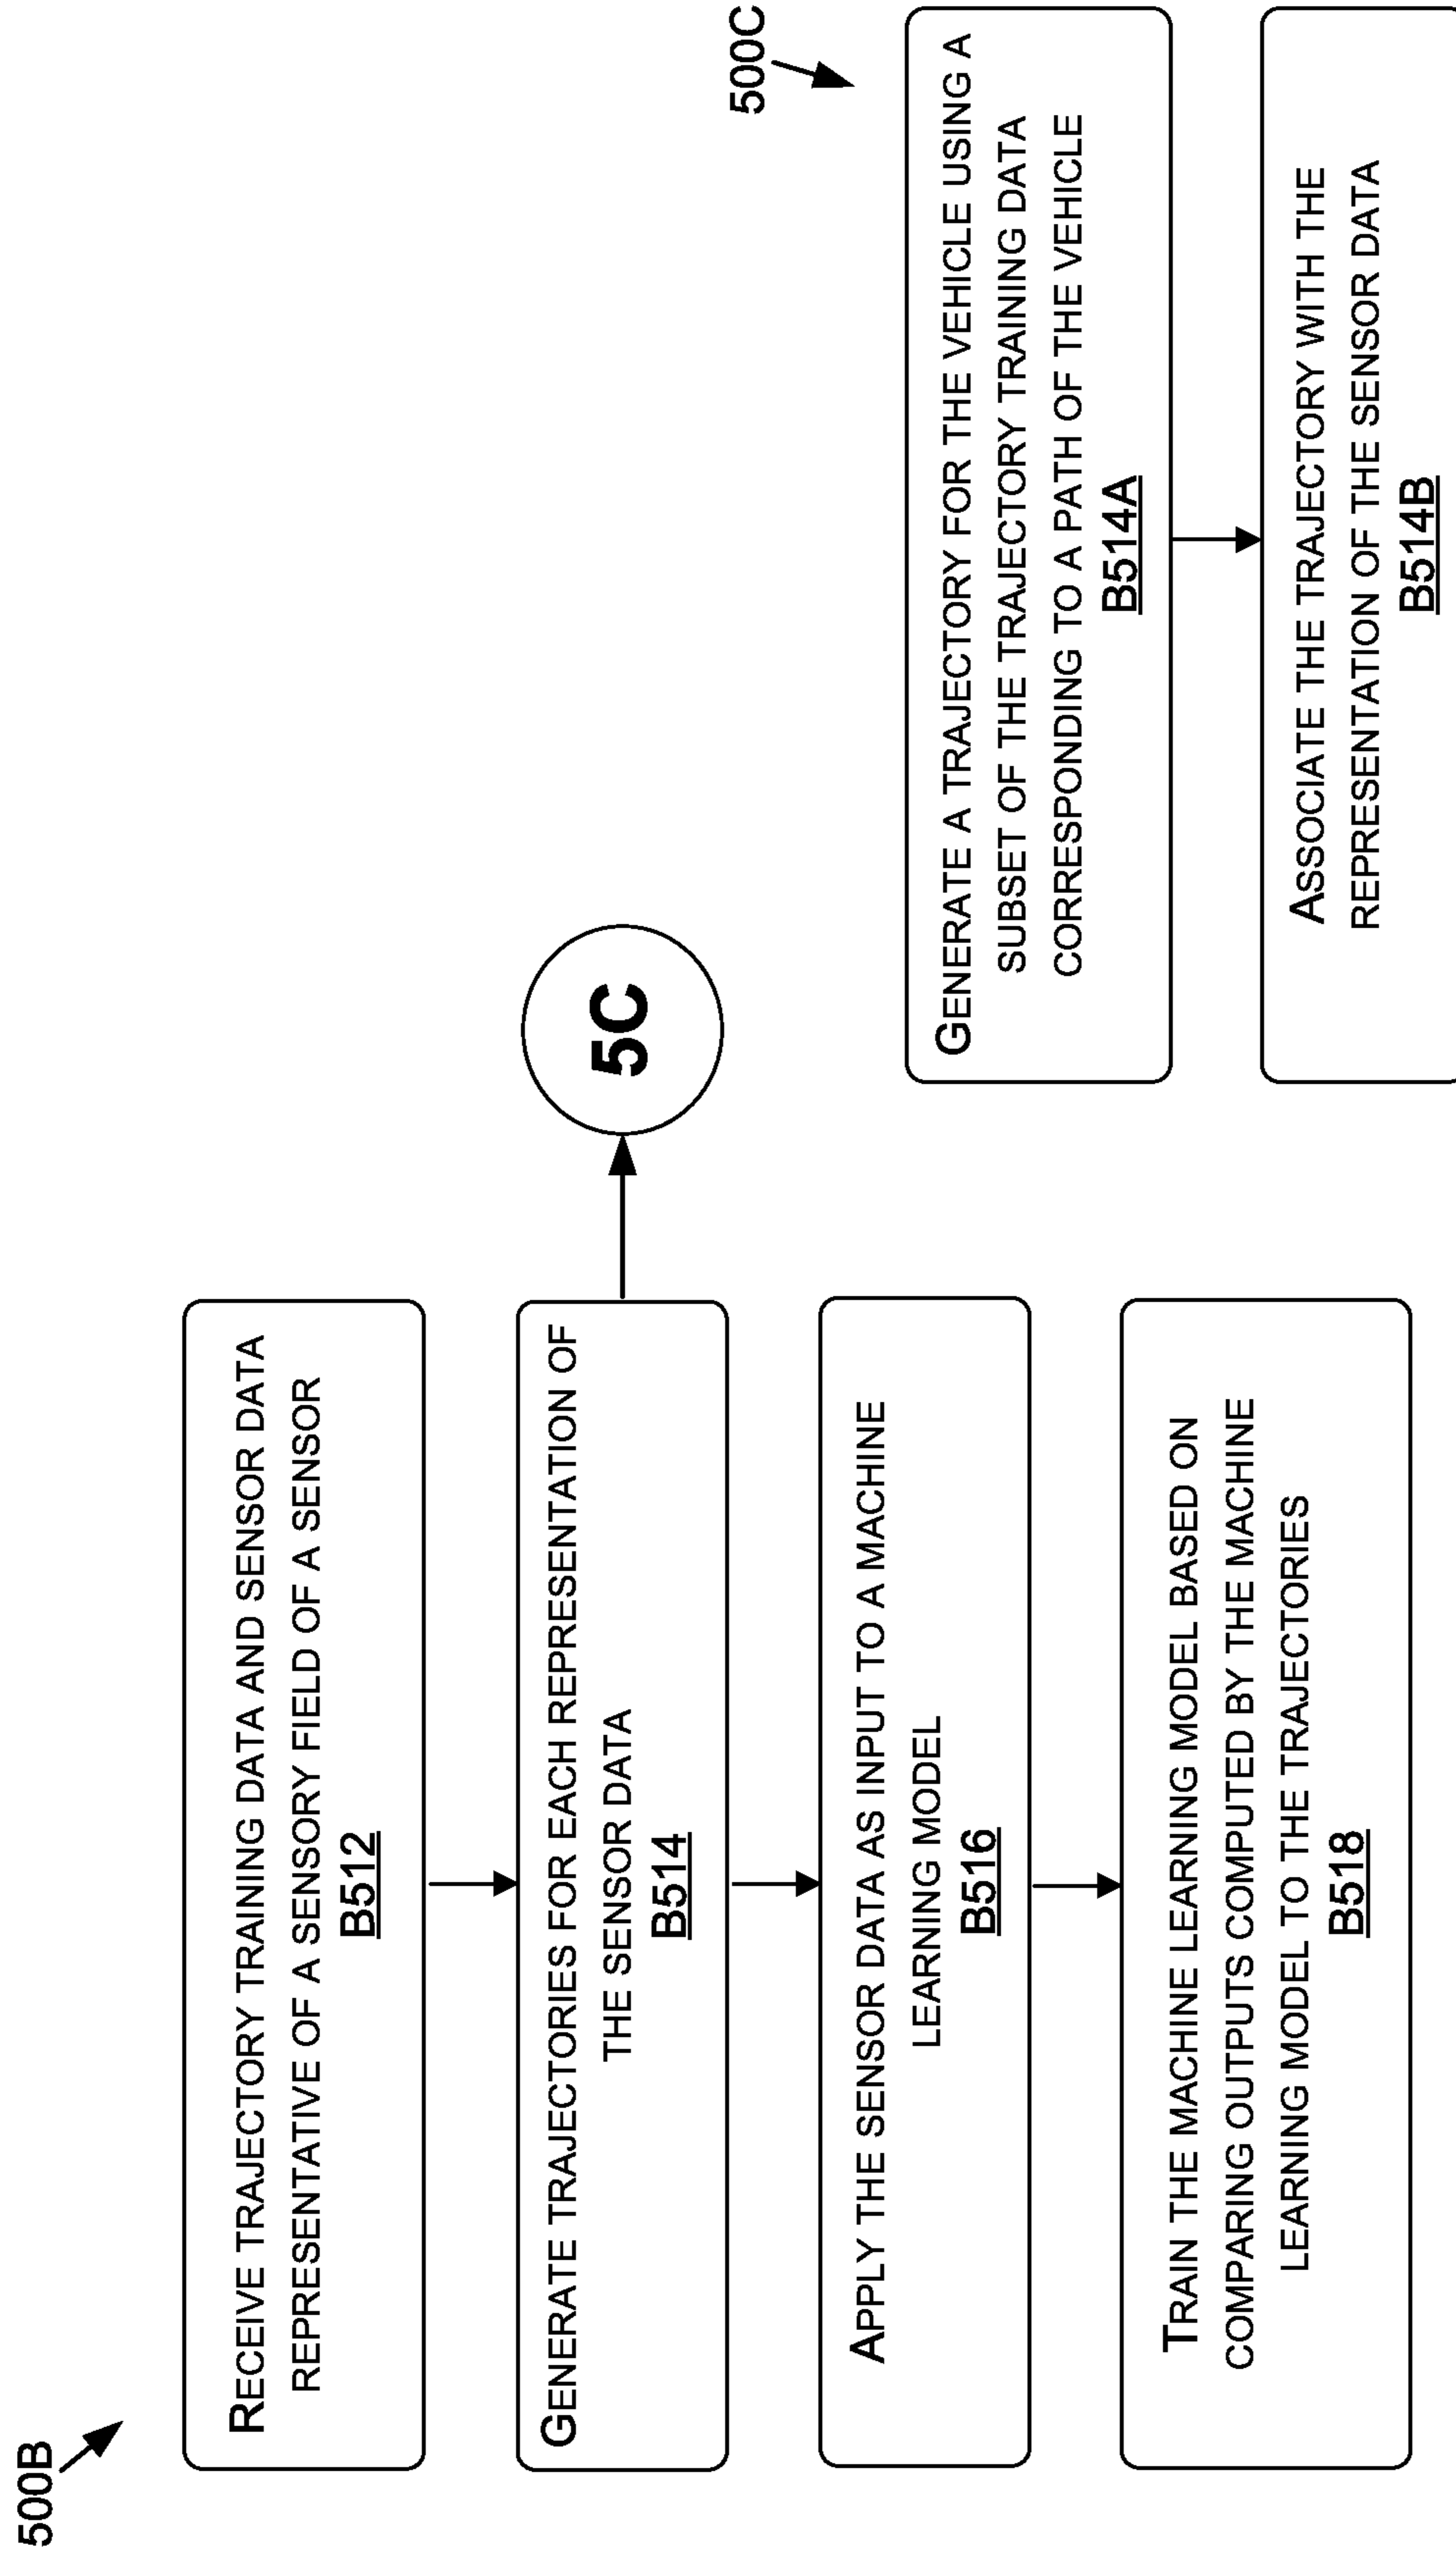 500B
RECEIVE TRAJECTORY TRAINING DATA AND SENSOR DATA
REPRESENTATIVE OF A SENSORY FIELD OF A SENSOR
B512
GENERATE TRAJECTORIES FOR EACH REPRESENTATION OF
THE SENSOR DATA
B514
5C
APPLY THE SENSOR DATA AS INPUT TO A MACHINE
LEARNING MODEL
B516
TRAIN THE MACHINE LEARNING MODEL BASED ON
COMPARING OUTPUTS COMPUTED BY THE MACHINE
LEARNING MODEL TO THE TRAJECTORIES
B518
500C
GENERATE A TRAJECTORY FOR THE VEHICLE USING A
SUBSET OF THE TRAJECTORY TRAINING DATA
CORRESPONDING TO A PATH OF THE VEHICLE
B514A
ASSOCIATE THE TRAJECTORY WITH THE
REPRESENTATION OF THE SENSOR DATA
B514B